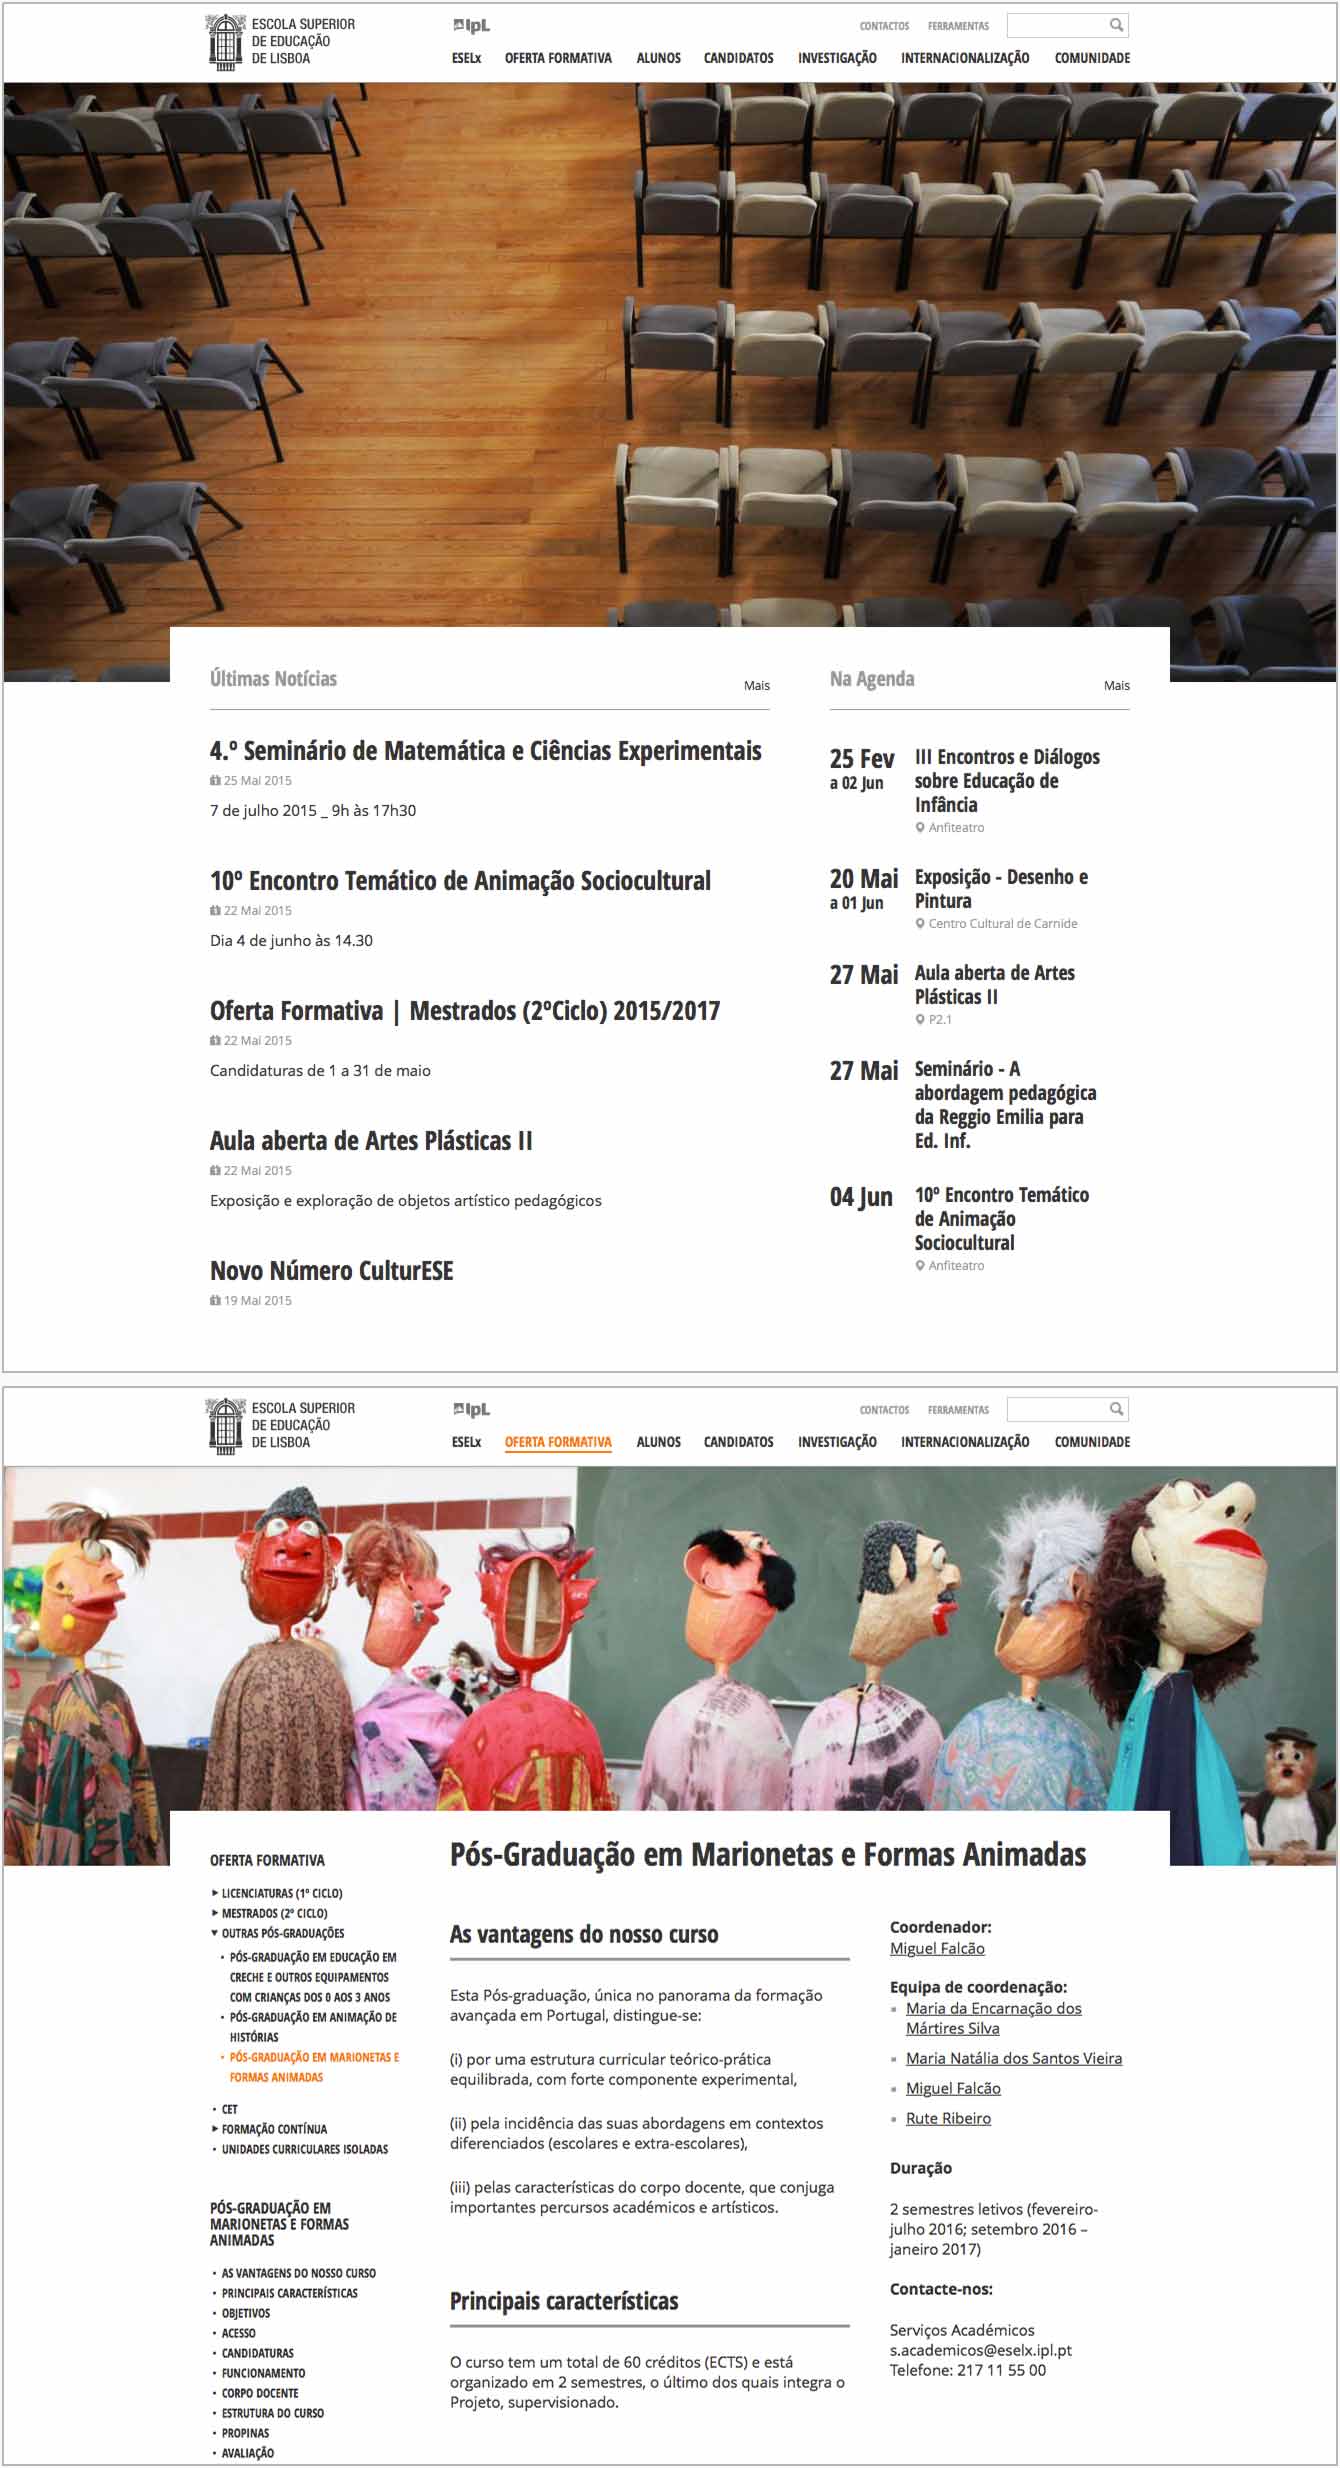 ESCOLA SUPERIOR
DE EDUCAÇÃO
DE LISBOA
IPL
CONTACTOS
FERRAMENTAS
ESELx
OFERTA FORMATIVA
ALUNOS
CANDIDATOS
INVESTIGAÇÃO
INTERNACIONALIZAÇÃO
COMUNIDADE
Últimas Notícias
Mais
4.º Seminário de Matemática e Ciências Experimentais
25 Mai 2015
7 de julho 2015 _ 9h às 17h30
10º Encontro Temático de Animação Sociocultural
22 Mai 2015
Dia 4 de junho às 14.30
Oferta Formativa | Mestrados (2ºCiclo) 2015/2017
22 Mai 2015
Candidaturas de 1 a 31 de maio
Aula aberta de Artes Plásticas II
22 Mai 2015
Exposição e exploração de objetos artístico pedagógicos
Novo Número CulturESE
19 Mai 2015
Na Agenda
Mais
25 Fev
a 02 Jun
III Encontros e Diálogos
sobre Educação de
Infância
Anfiteatro
20 Mai
a 01 Jun
Exposição - Desenho e
Pintura
Centro Cultural de Carnide
27 Mai
Aula aberta de Artes
Plásticas II
P2.1
27 Mai
Seminário - A
abordagem pedagógica
da Reggio Emilia para
Ed. Inf.
04 Jun
10º Encontro Temático
de Animação
Sociocultural
Anfiteatro
ESCOLA SUPERIOR
DE EDUCAÇÃO
DE LISBOA
IPL
CONTACTOS
FERRAMENTAS
ESELx
OFERTA FORMATIVA
ALUNOS
CANDIDATOS
INVESTIGAÇÃO
INTERNACIONALIZAÇÃO
COMUNIDADE
OFERTA FORMATIVA
LICENCIATURAS (1º CICLO)
MESTRADOS (2º CICLO)
OUTRAS PÓS-GRADUAÇÕES
PÓS-GRADUAÇÃO EM EDUCAÇÃO EM
CRECHE E OUTROS EQUIPAMENTOS
COM CRIANÇAS DOS 0 AOS 3 ANOS
PÓS-GRADUAÇÃO EM ANIMAÇÃO DE
HISTÓRIAS
PÓS-GRADUAÇÃO EM MARIONETAS E
FORMAS ANIMADAS
CET
FORMAÇÃO CONTÍNUA
UNIDADES CURRICULARES ISOLADAS
PÓS-GRADUAÇÃO EM
MARIONETAS E FORMAS
ANIMADAS
AS VANTAGENS DO NOSSO CURSO
PRINCIPAIS CARACTERÍSTICAS
OBJETIVOS
ACESSO
CANDIDATURAS
FUNCIONAMENTO
CORPO DOCENTE
ESTRUTURA DO CURSO
PROPINAS
AVALIAÇÃO
Pós-Graduação em Marionetas e Formas Animadas
As vantagens do nosso curso
Esta Pós-graduação, única no panorama da formação
avançada em Portugal, distingue-se:
(i) por uma estrutura curricular teórico-prática
equilibrada, com forte componente experimental,
(ii) pela incidência das suas abordagens em contextos
diferenciados (escolares e extra-escolares),
(iii) pelas características do corpo docente, que conjuga
importantes percursos académicos e artísticos.
Principais características
O curso tem um total de 60 créditos (ECTS) e está
organizado em 2 semestres, o último dos quais integra o
Projeto, supervisionado.
Coordenador:
Miguel Falcão
Equipa de coordenação:
Maria da Encarnação dos
Mártires Silva
Maria Natália dos Santos Vieira
Miguel Falcão
Rute Ribeiro
Duração
2 semestres letivos (fevereiro-
julho 2016; setembro 2016 –
janeiro 2017)
Contacte-nos:
Serviços Académicos
s.academicos@eselx.ipl.pt
Telefone: 217 11 55 00